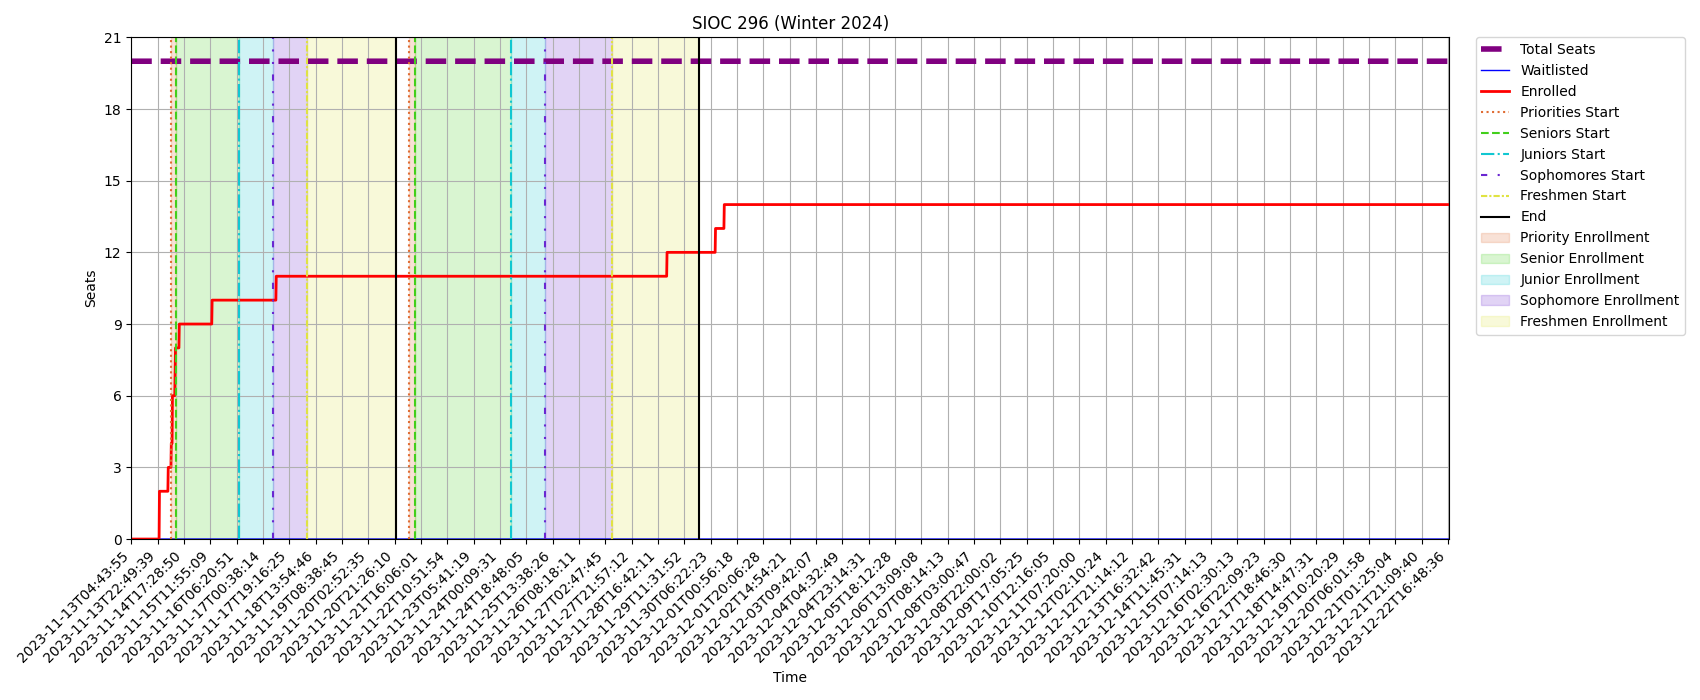 SIOC 296 (Winter 2024)
21
18
15
12
9
6
3
0
Seats
2023-11-13T04:43:55
2023-11-13T22:49:39
2023-11-14T17:28:50
2023-11-15T11:55:09
2023-11-16T06:20:51
2023-11-17T00:38:14
2023-11-17T19:16:25
2023-11-18T13:54:46
2023-11-19T08:38:45
2023-11-20T02:52:35
2023-11-20T21:26:10
2023-11-21T16:06:01
2023-11-22T10:51:54
2023-11-23T05:41:19
2023-11-24T00:09:31
2023-11-24T18:48:05
2023-11-25T13:38:26
2023-11-26T08:18:11
2023-11-27T02:47:45
2023-11-27T21:57:12
2023-11-28T16:42:11
2023-11-29T11:31:52
2023-11-30T06:22:23
2023-12-01T00:56:18
2023-12-01T20:06:28
2023-12-02T14:54:21
2023-12-03T09:42:07
2023-12-04T04:32:49
2023-12-04T23:14:31
2023-12-05T18:12:28
2023-12-06T13:09:08
2023-12-07T08:14:13
2023-12-08T03:00:47
2023-12-08T22:00:02
2023-12-09T17:05:25
2023-12-10T12:16:05
2023-12-11T07:20:00
2023-12-12T02:10:24
2023-12-12T21:14:12
2023-12-13T16:32:42
2023-12-14T11:45:31
2023-12-15T07:14:13
2023-12-16T02:30:13
2023-12-16T22:09:23
2023-12-17T18:46:30
2023-12-18T14:47:31
2023-12-19T10:20:29
2023-12-20T06:01:58
2023-12-21T01:25:04
2023-12-21T21:09:40
2023-12-22T16:48:36
Time
Total Seats
Waitlisted
Enrolled
Priorities Start
Seniors Start
Juniors Start
Sophomores Start
Freshmen Start
End
Priority Enrollment
Senior Enrollment
Junior Enrollment
Sophomore Enrollment
Freshmen Enrollment